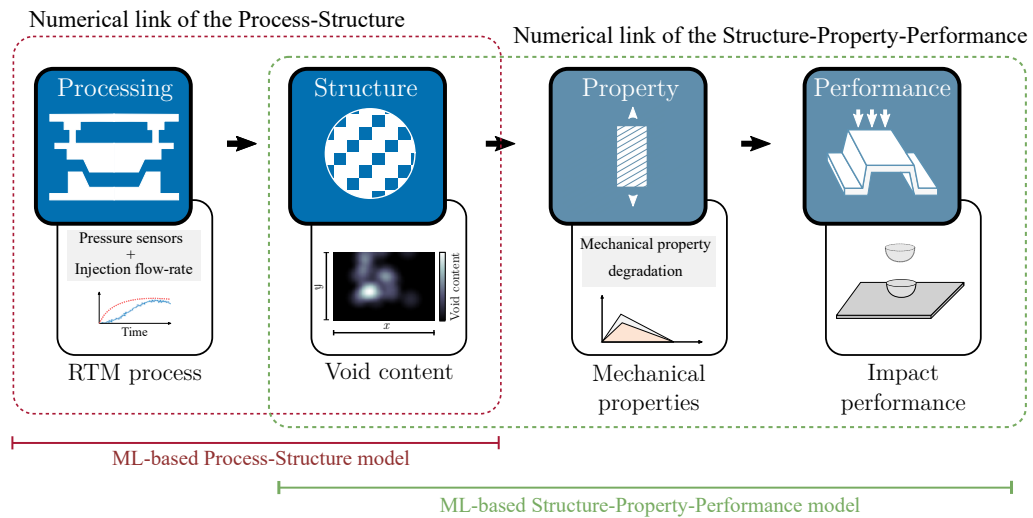 Numerical link of the Process-Structure
Numerical link of the Structure-Property-Performance
Processing
Structure
Property
Performance
Pressure sensors
+
Injection flow-rate
Time
y
x
Void content
Mechanical property
degradation
RTM process
Void content
Mechanical
properties
Impact
performance
ML-based Process-Structure model
ML-based Structure-Property-Performance model